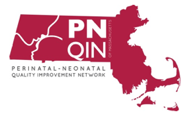 PN
QIN
PERINATAL-NEONATAL
QUALITY IMPROVEMENT NETWORK